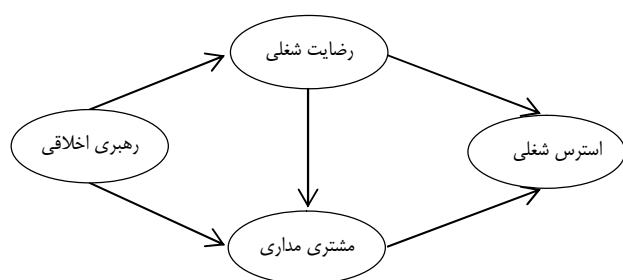 رضایت شغلی
رهبری اخلاقی
استرس شغلی
مشتری مداری